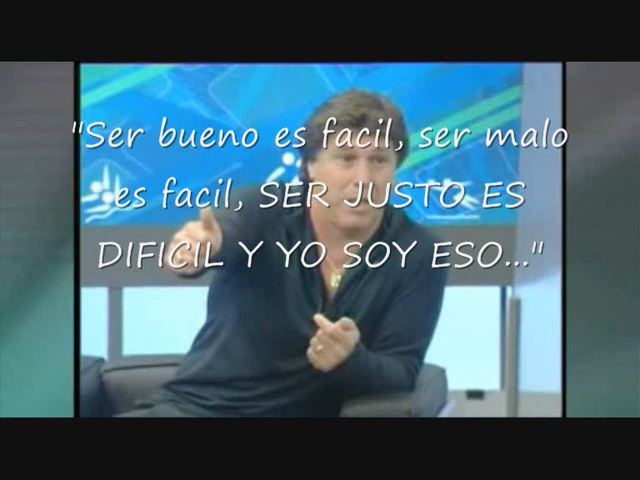 "Ser bueno es facil, ser malo
es facil, SER JUSTO ES
DIFICIL Y YO SOY ESO..."